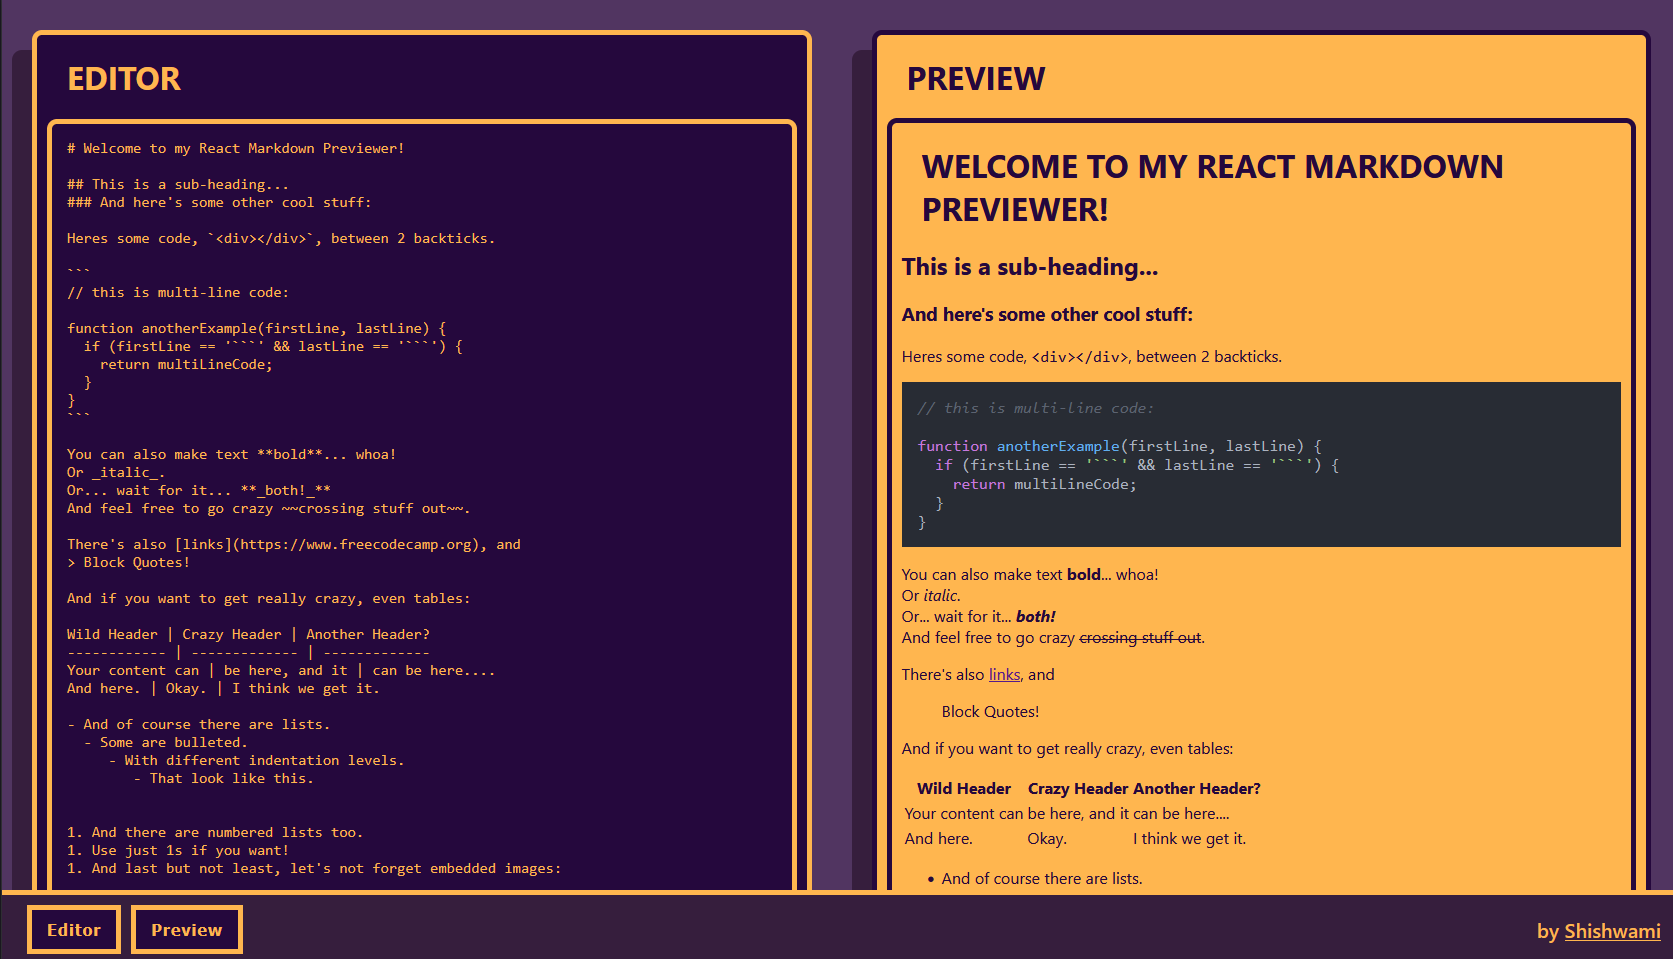 EDITOR
# Welcome to my React Markdown Previewer!
## This is a sub-heading...
### And here's some other cool stuff:
Heres some code, `<div></div>`, between 2 backticks.
```
// this is multi-line code:
function anotherExample(firstLine, lastLine) {
  if (firstLine == '```' && lastLine == '```') {
    return multiLineCode;
  }
}
```
You can also make text **bold**... whoa!
Or _italic_.
Or... wait for it... **_both!_**
And feel free to go crazy ~~crossing stuff out~~.
There's also [links](https://www.freecodecamp.org), and
> Block Quotes!
And if you want to get really crazy, even tables:
Wild Header | Crazy Header | Another Header?
------------ | ------------- | -------------
Your content can | be here, and it | can be here....
And here. | Okay. | I think we get it.
- And of course there are lists.
  - Some are bulleted.
     - With different indentation levels.
        - That look like this.
1. And there are numbered lists too.
1. Use just 1s if you want!
1. And last but not least, let's not forget embedded images:
PREVIEW
WELCOME TO MY REACT MARKDOWN
PREVIEWER!
This is a sub-heading...
And here's some other cool stuff:
Heres some code, <div></div>, between 2 backticks.
// this is multi-line code:
function anotherExample(firstLine, lastLine) {
  if (firstLine == '```' && lastLine == '```') {
    return multiLineCode;
  }
}
You can also make text bold... whoa!
Or italic.
Or... wait for it... both!
And feel free to go crazy crossing stuff out.
There's also links, and
Block Quotes!
And if you want to get really crazy, even tables:
Wild Header Crazy Header Another Header?
Your content can be here, and it can be here....
And here. Okay. I think we get it.
• And of course there are lists.
Editor Preview by Shishwami